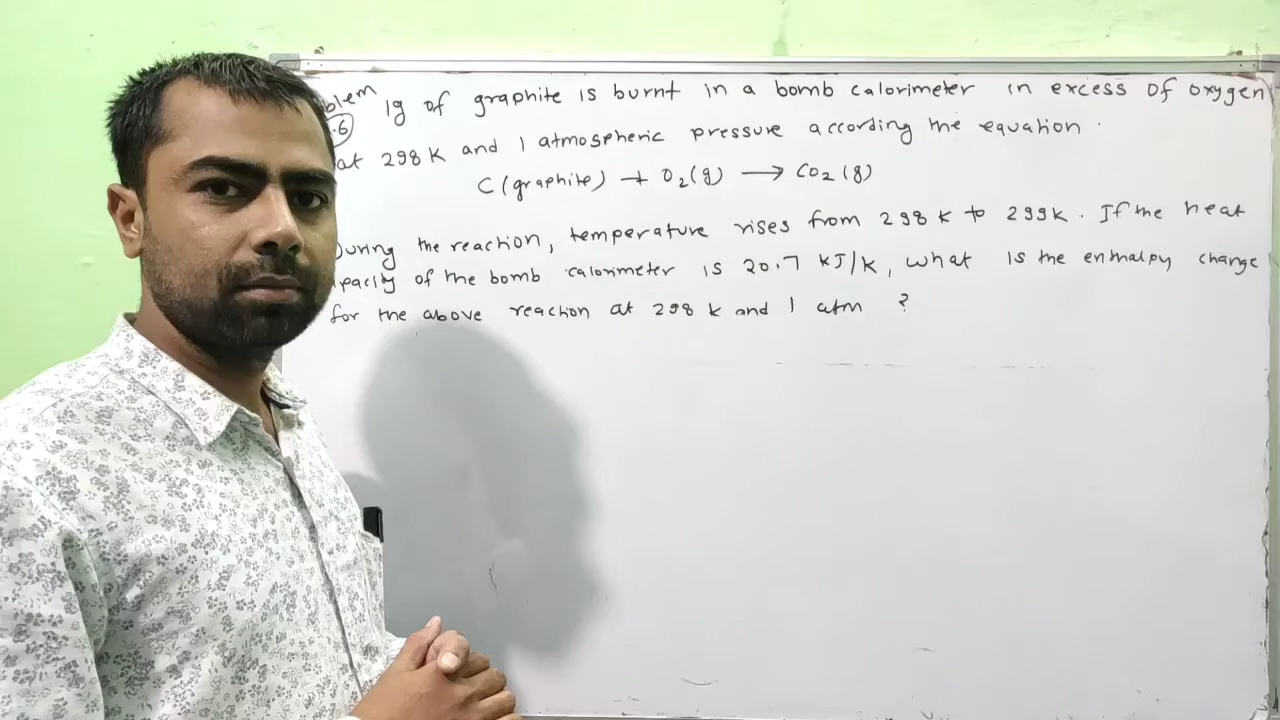 blem 1g of graphite is burnt in a bomb calorimeter in excess of oxygen
.6 at 298 K and 1 atmospheric pressure according the equation.
C (graphite) + O2(g) → CO2 (g)
During the reaction, temperature rises from 298 K to 299 K. If the heat
pacity of the bomb calorimeter is 20.7 kJ/K, what is the enthalpy change
for the above reaction at 298 K and 1 atm ?